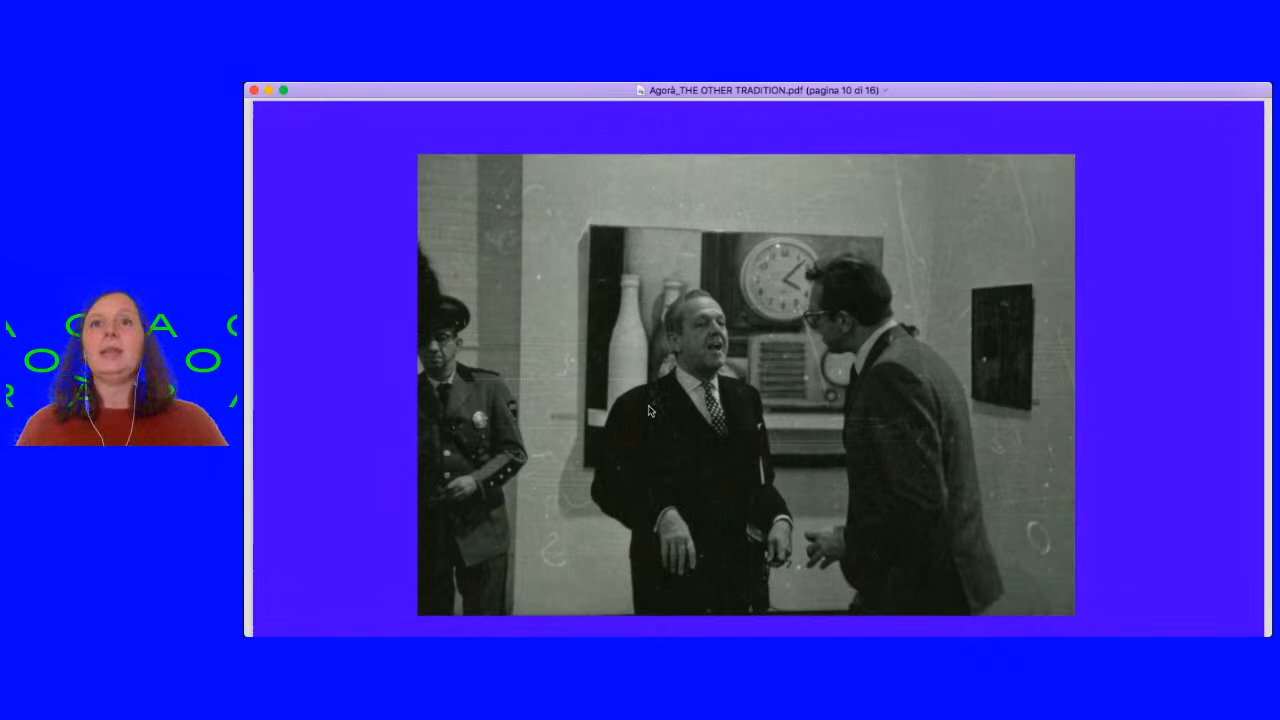 Agorà_THE OTHER TRADITION.pdf (pagina 10 di 16)
A G A G
O O
R A R A